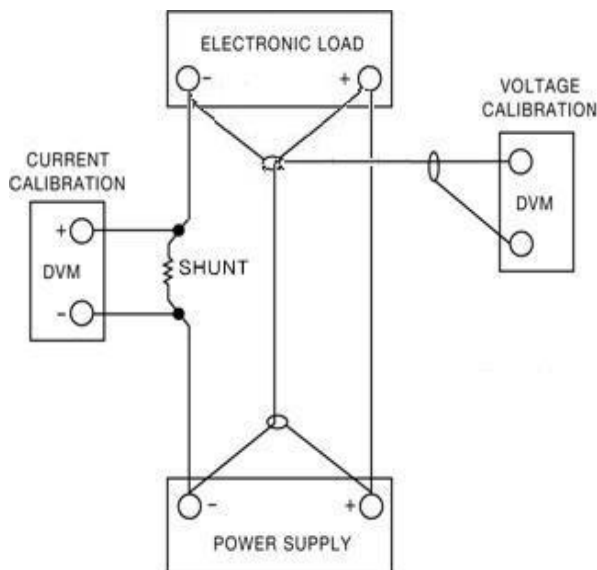 ELECTRONIC LOAD
- +
VOLTAGE
CALIBRATION
DVM
CURRENT
CALIBRATION
+
DVM
-
SHUNT
- +
POWER SUPPLY